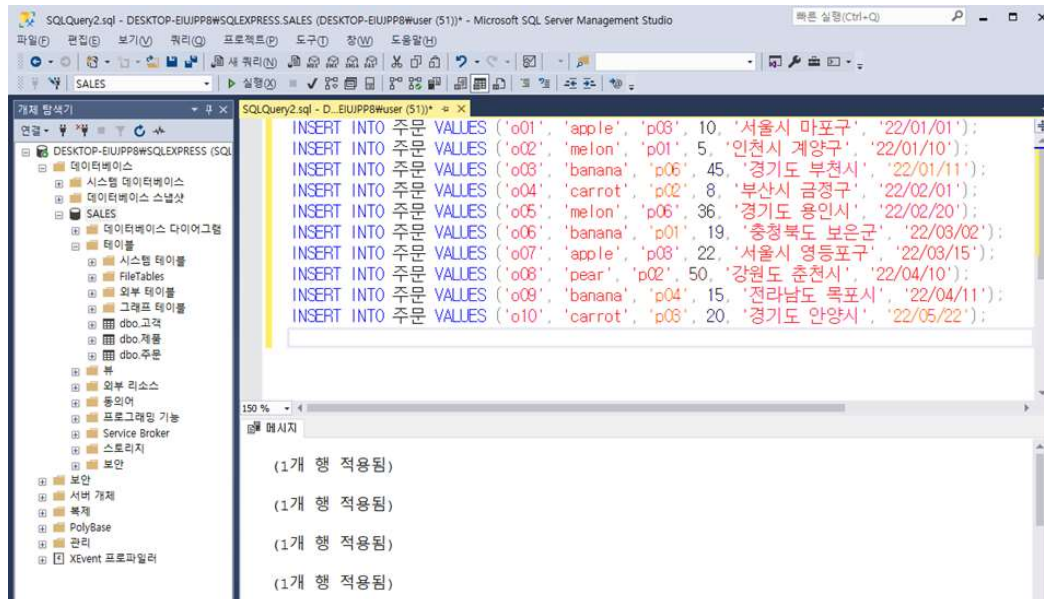 SQLQuery2.sql - DESKTOP-EIUJPP8₩SQLEXPRESS.SALES (DESKTOP-EIUJPP8₩user (51))* - Microsoft SQL Server Management Studio
빠른 실행(Ctrl+Q)
파일(F) 편집(E) 보기(V) 쿼리(Q) 프로젝트(P) 도구(T) 창(W) 도움말(H)
새 쿼리(N)
SALES
실행(X)
개체 탐색기
SQLQuery2.sql - D...EIUJPP8₩user (51))*
연결
DESKTOP-EIUJPP8₩SQLEXPRESS (SQL
데이터베이스
시스템 데이터베이스
데이터베이스 스냅샷
SALES
데이터베이스 다이어그램
테이블
시스템 테이블
FileTables
외부 테이블
그래프 테이블
dbo.고객
dbo.제품
dbo.주문
뷰
외부 리소스
동의어
프로그래밍 기능
Service Broker
스토리지
보안
보안
서버 개체
복제
PolyBase
관리
XEvent 프로파일러
INSERT INTO 주문 VALUES ('o01', 'apple', 'p03', 10, '서울시 마포구', '22/01/01');
INSERT INTO 주문 VALUES ('o02', 'melon', 'p01', 5, '인천시 계양구', '22/01/10');
INSERT INTO 주문 VALUES ('o03', 'banana', 'p06', 45, '경기도 부천시', '22/01/11');
INSERT INTO 주문 VALUES ('o04', 'carrot', 'p02', 8, '부산시 금정구', '22/02/01');
INSERT INTO 주문 VALUES ('o05', 'melon', 'p06', 36, '경기도 용인시', '22/02/20');
INSERT INTO 주문 VALUES ('o06', 'banana', 'p01', 19, '충청북도 보은군', '22/03/02');
INSERT INTO 주문 VALUES ('o07', 'apple', 'p03', 22, '서울시 영등포구', '22/03/15');
INSERT INTO 주문 VALUES ('o08', 'pear', 'p02', 50, '강원도 춘천시', '22/04/10');
INSERT INTO 주문 VALUES ('o09', 'banana', 'p04', 15, '전라남도 목포시', '22/04/11');
INSERT INTO 주문 VALUES ('o10', 'carrot', 'p03', 20, '경기도 안양시', '22/05/22');
150 %
메시지
(1개 행 적용됨)
(1개 행 적용됨)
(1개 행 적용됨)
(1개 행 적용됨)